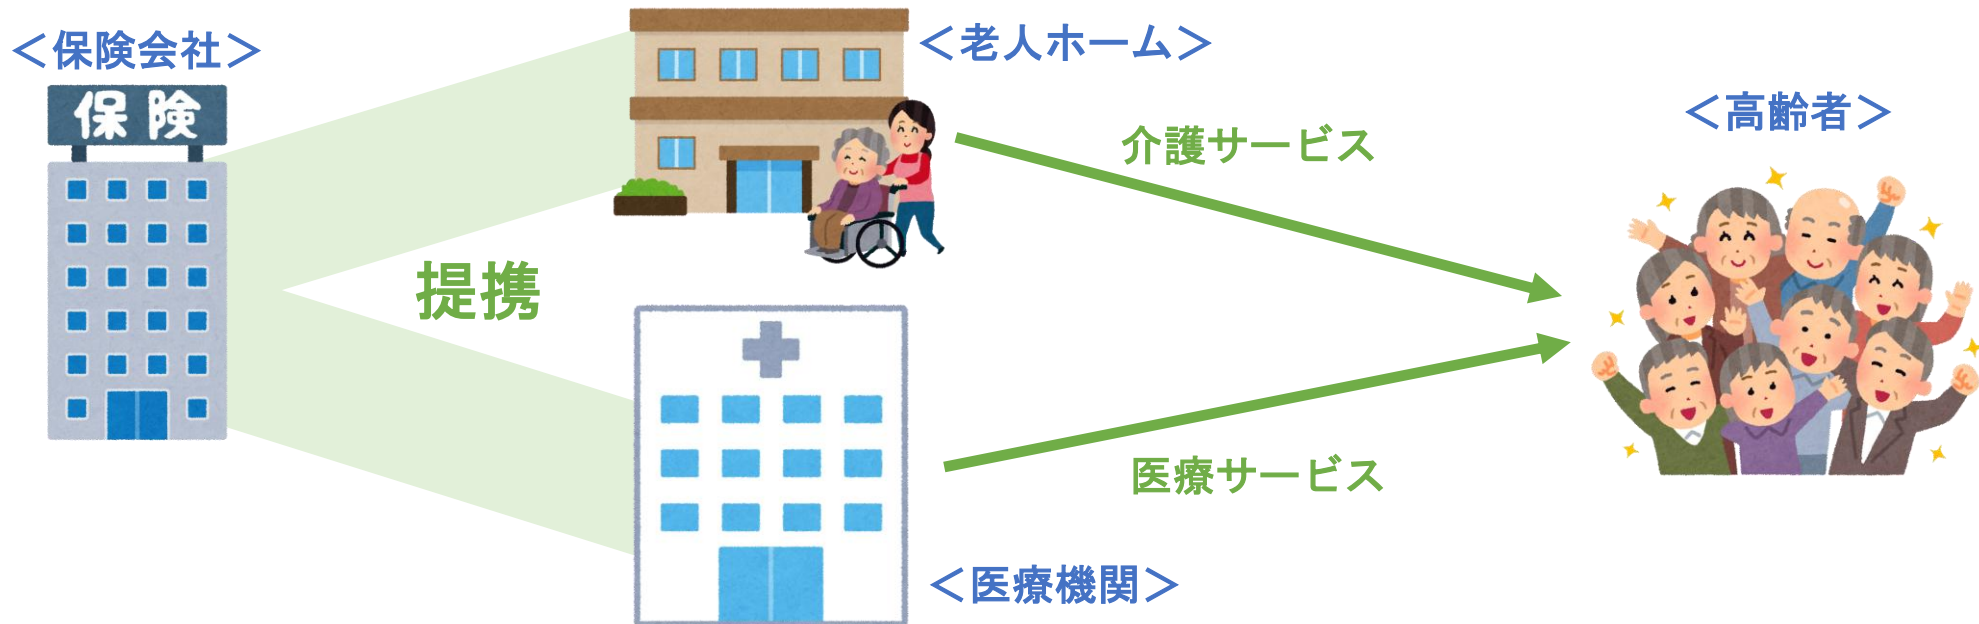 ＜保険会社＞
保険
＜老人ホーム＞
＜高齢者＞
介護サービス
提携
医療サービス
＜医療機関＞